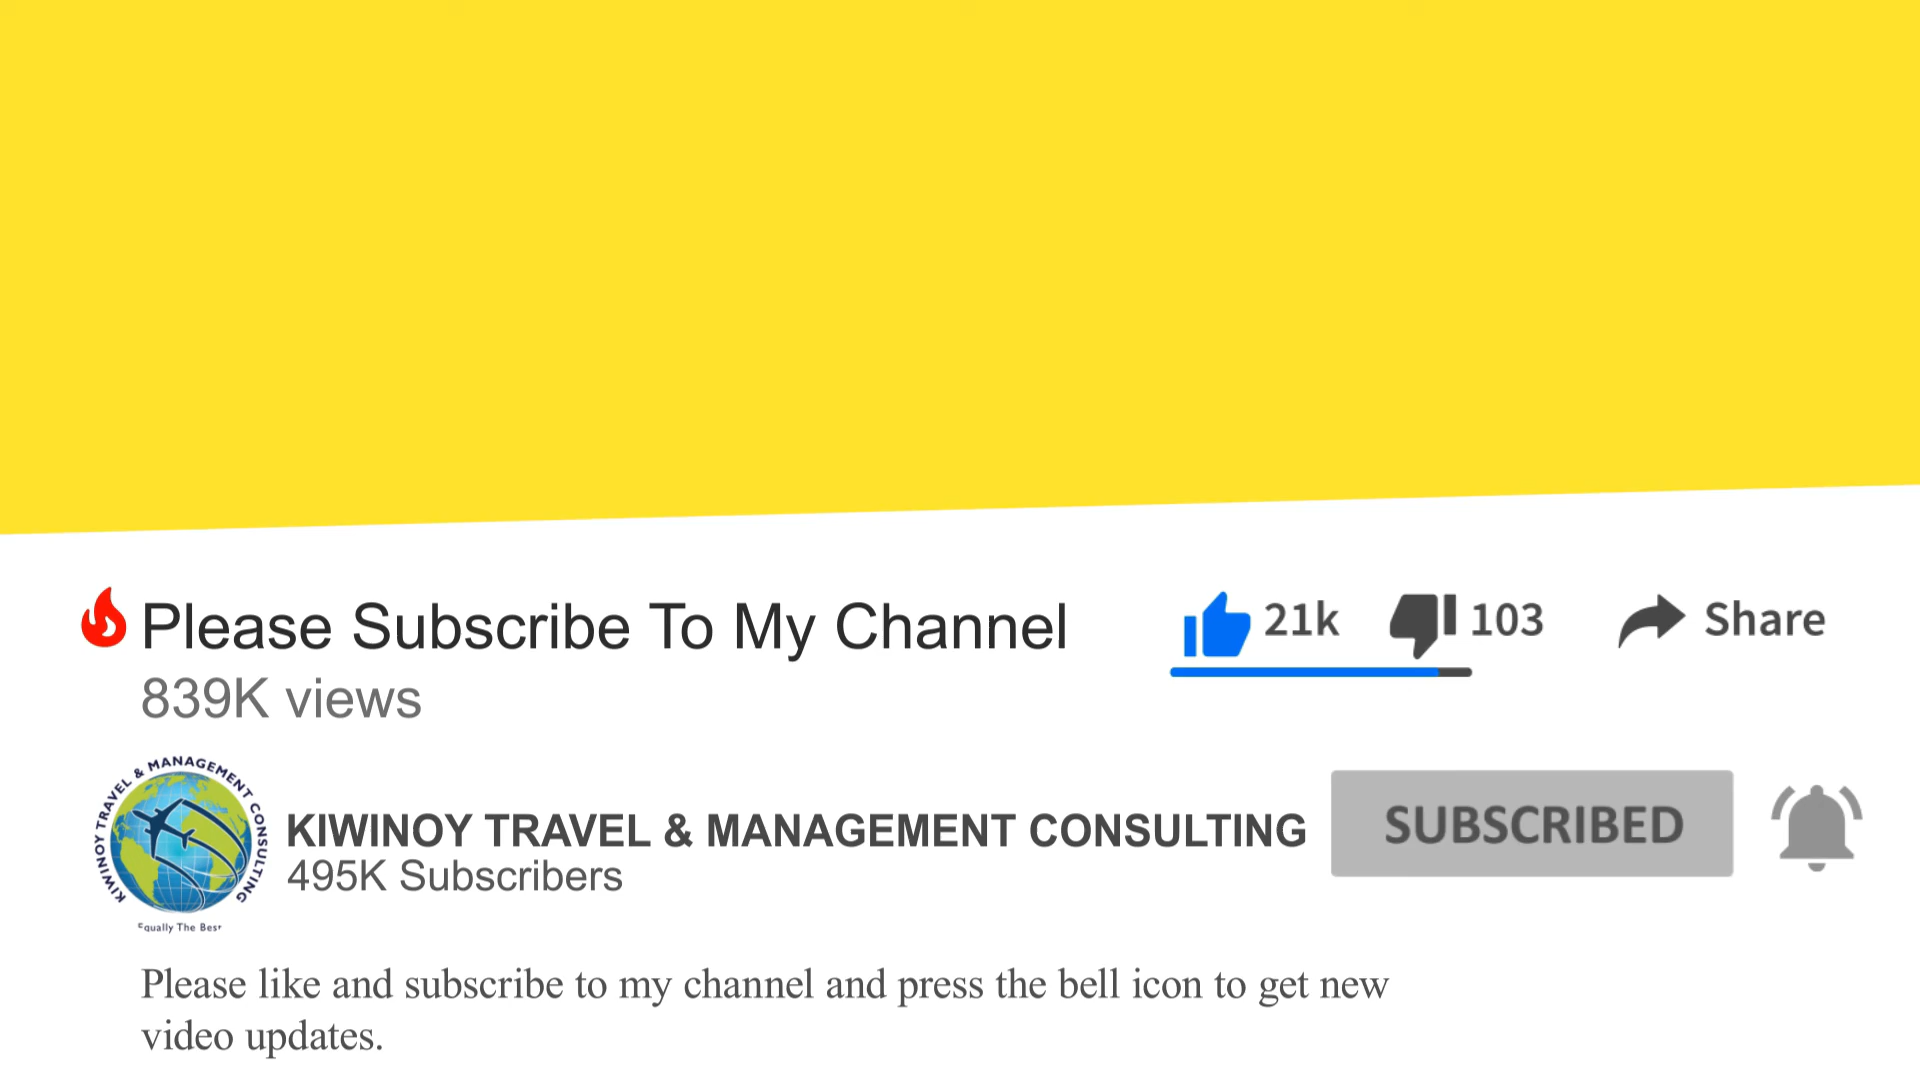 Please Subscribe To My Channel
21k
103
Share
839K views
KIWINOY TRAVEL & MANAGEMENT CONSULTING
Equally The Best
KIWINOY TRAVEL & MANAGEMENT CONSULTING
495K Subscribers
SUBSCRIBED
Please like and subscribe to my channel and press the bell icon to get new
video updates.